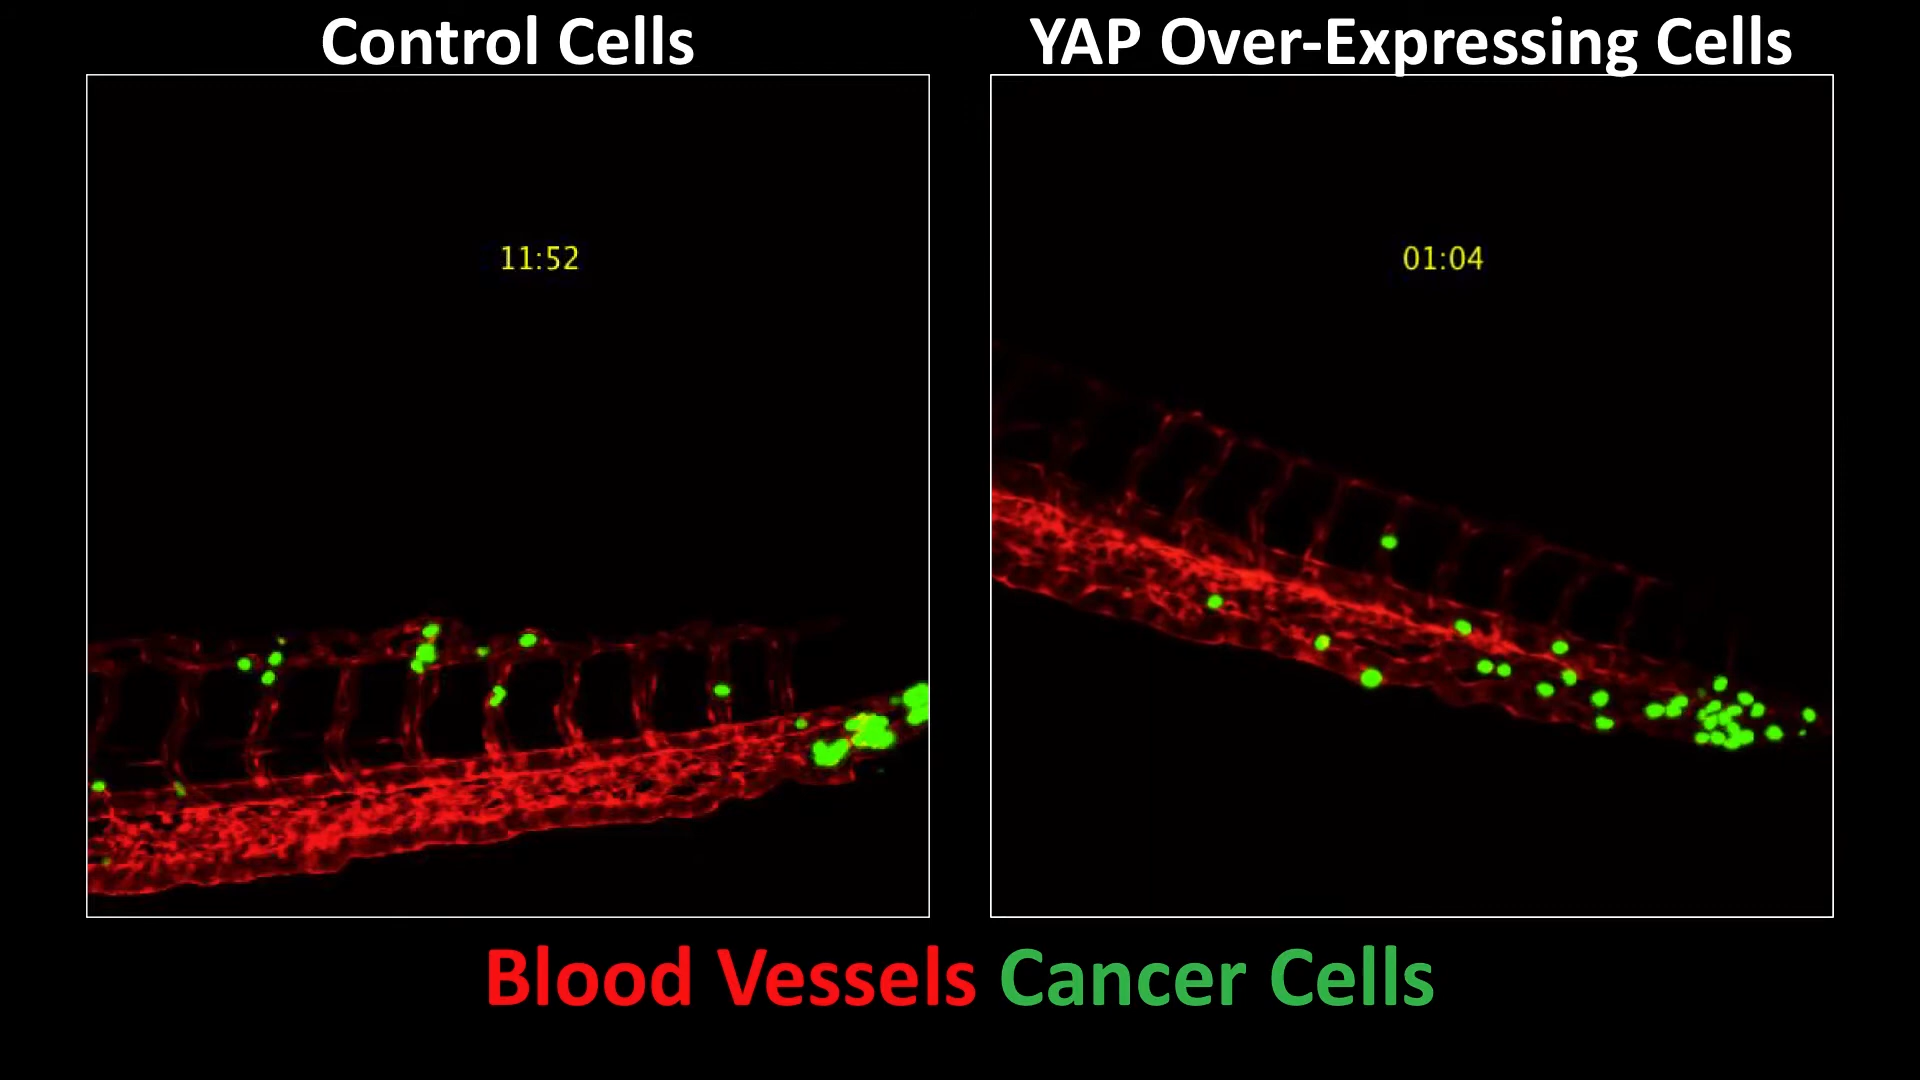 Control Cells
YAP Over-Expressing Cells
11:52
01:04
Blood Vessels Cancer Cells